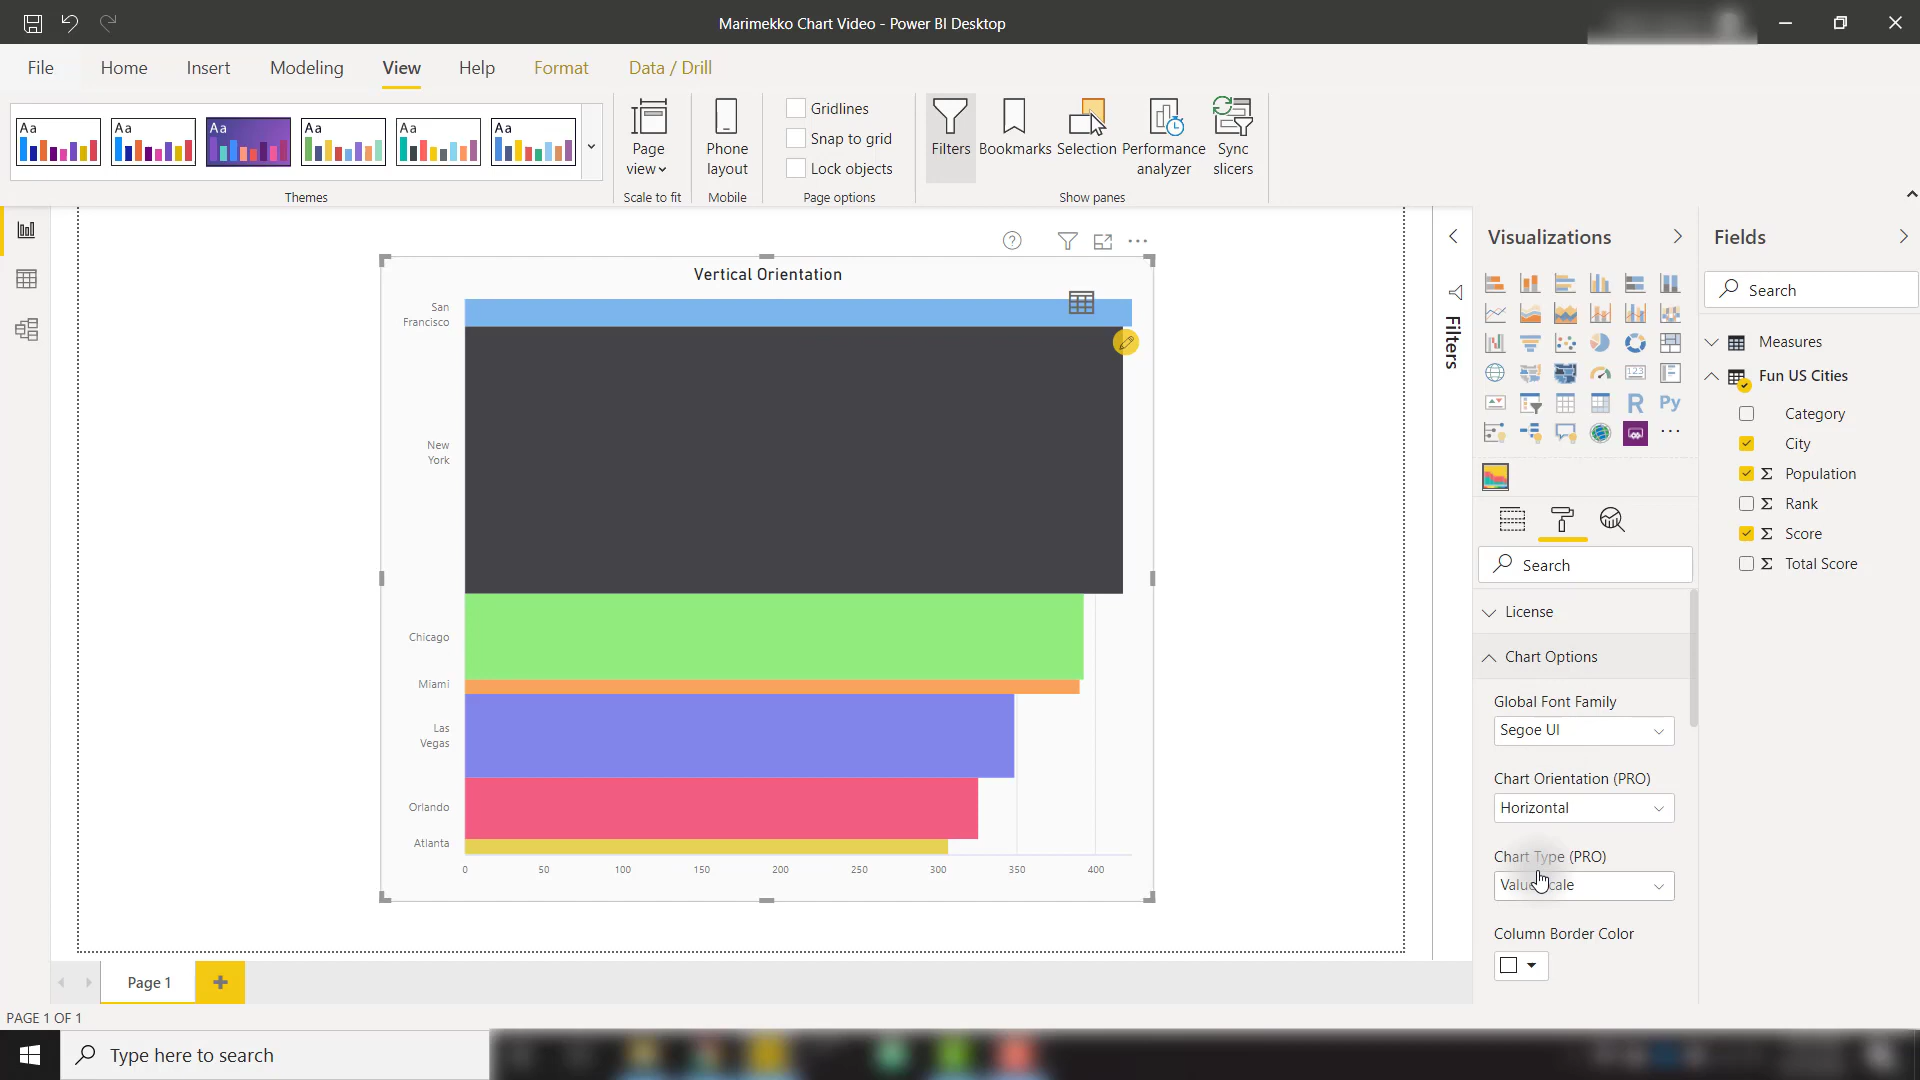 Marimekko Chart Video - Power BI Desktop
File Home Insert Modeling View Help Format Data / Drill
Aa Aa Aa Aa Aa Aa
Themes
Page view
Scale to fit
Phone layout
Mobile
Gridlines
Snap to grid
Lock objects
Page options
Filters
Bookmarks
Selection
Performance analyzer
Sync slicers
Show panes
Vertical Orientation
San
Francisco
New
York
Chicago
Miami
Las
Vegas
Orlando
Atlanta
0 50 100 150 200 250 300 350 400
Filters
Visualizations
123
R Py
Search
License
Chart Options
Global Font Family
Segoe UI
Chart Orientation (PRO)
Horizontal
Chart Type (PRO)
Value Scale
Column Border Color
Fields
Search
Measures
Fun US Cities
Category
City
Σ Population
Σ Rank
Σ Score
Σ Total Score
Page 1
PAGE 1 OF 1
Type here to search